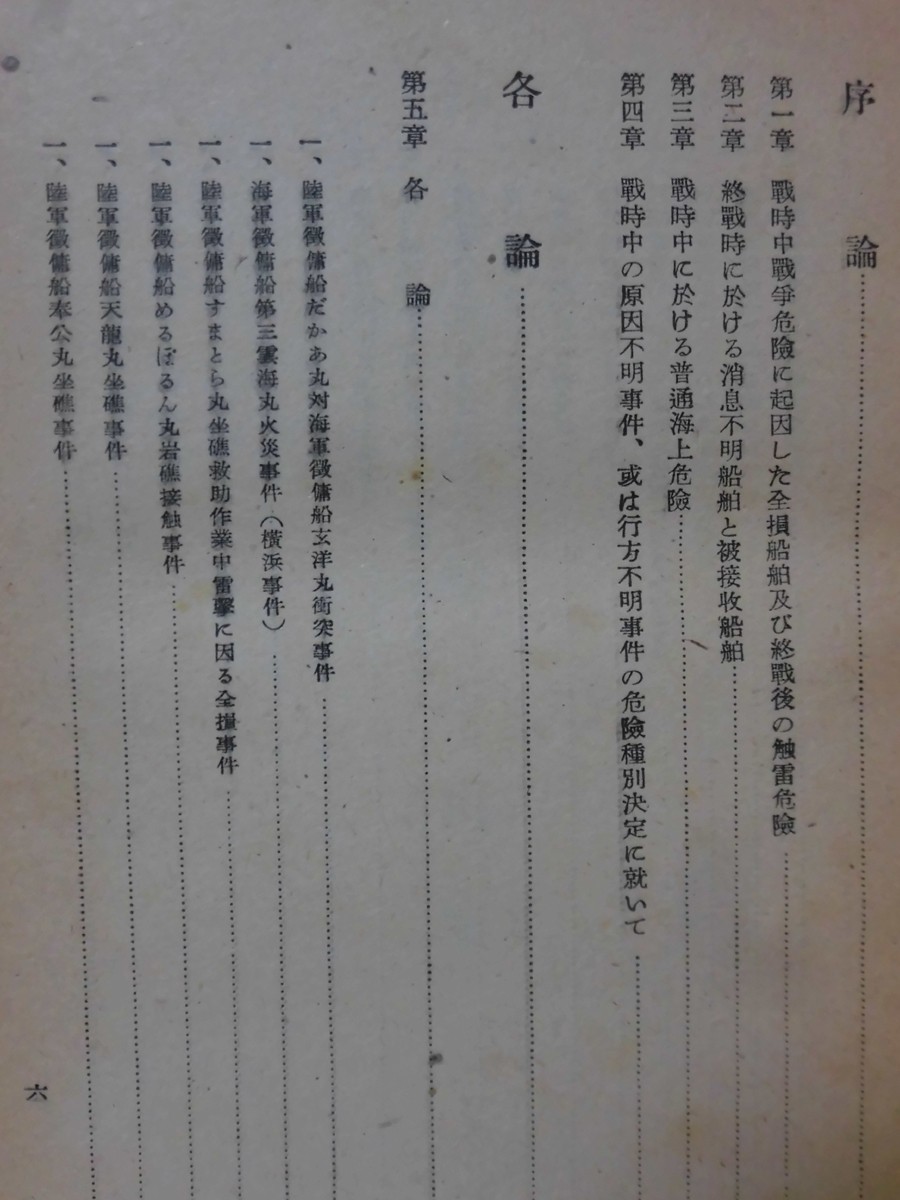 序論
第一章 戰時中戰爭危險に起因した全損船舶及び終戰後の触雷危險
第二章 終戰時に於ける消息不明船舶と被接收船舶
第三章 戰時中に於ける普通海上危險
第四章 戰時中の原因不明事件、或は行方不明事件の危險種別決定に就いて
各論
第五章 各論
一、陸軍徵傭船だかあ丸対海軍徵傭船玄洋丸衝突事件
一、海軍徵傭船第三雲海丸火災事件（橫浜事件）
一、陸軍徵傭船すまとら丸坐礁救助作業中雷擊に因る全損事件
一、陸軍徵傭船めるぼるん丸岩礁接触事件
一、陸軍徵傭船天龍丸坐礁事件
一、陸軍徵傭船奉公丸坐礁事件
六